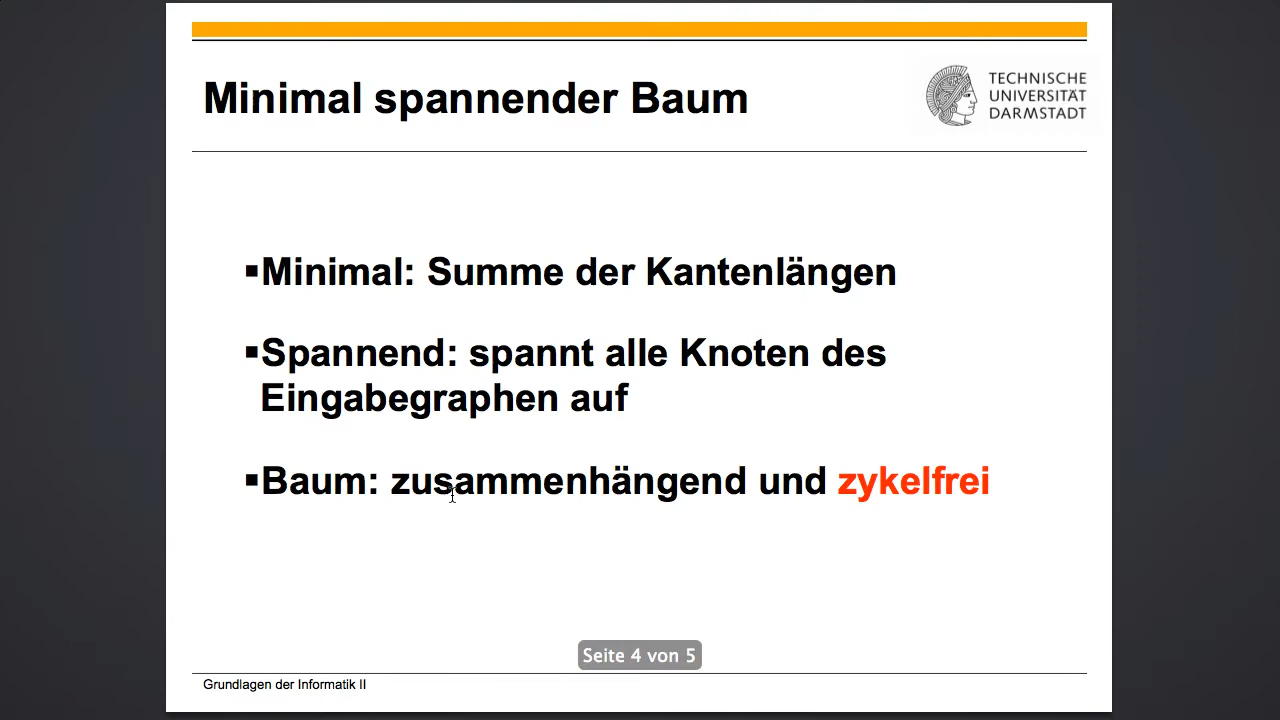 Minimal spannender Baum
TECHNISCHE
UNIVERSITÄT
DARMSTADT
▪Minimal: Summe der Kantenlängen
▪Spannend: spannt alle Knoten des
Eingabegraphen auf
▪Baum: zusammenhängend und zykelfrei
Seite 4 von 5
Grundlagen der Informatik II